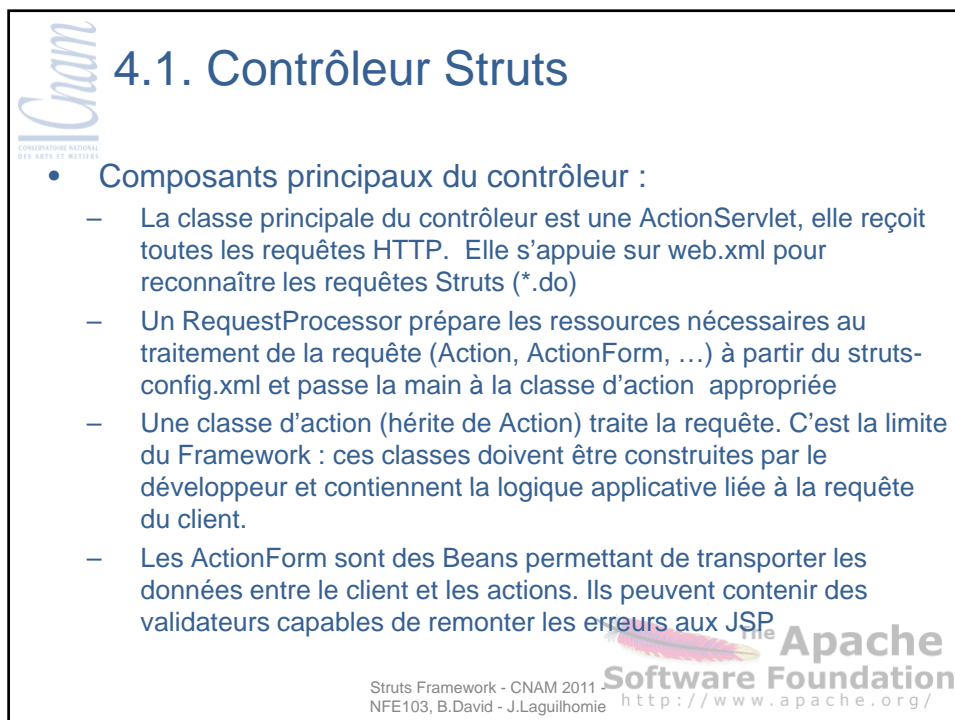 Cnam
CONSERVATOIRE NATIONAL
DES ARTS ET METIERS
4.1. Contrôleur Struts
• Composants principaux du contrôleur :
– La classe principale du contrôleur est une ActionServlet, elle reçoit
toutes les requêtes HTTP. Elle s’appuie sur web.xml pour
reconnaître les requêtes Struts (*.do)
– Un RequestProcessor prépare les ressources nécessaires au
traitement de la requête (Action, ActionForm, …) à partir du struts-
config.xml et passe la main à la classe d’action appropriée
– Une classe d’action (hérite de Action) traite la requête. C’est la limite
du Framework : ces classes doivent être construites par le
développeur et contiennent la logique applicative liée à la requête
du client.
– Les ActionForm sont des Beans permettant de transporter les
données entre le client et les actions. Ils peuvent contenir des
validateurs capables de remonter les erreurs aux JSP
The Apache
Software Foundation
http://www.apache.org/
Struts Framework - CNAM 2011 -
NFE103, B.David - J.Laguilhomie